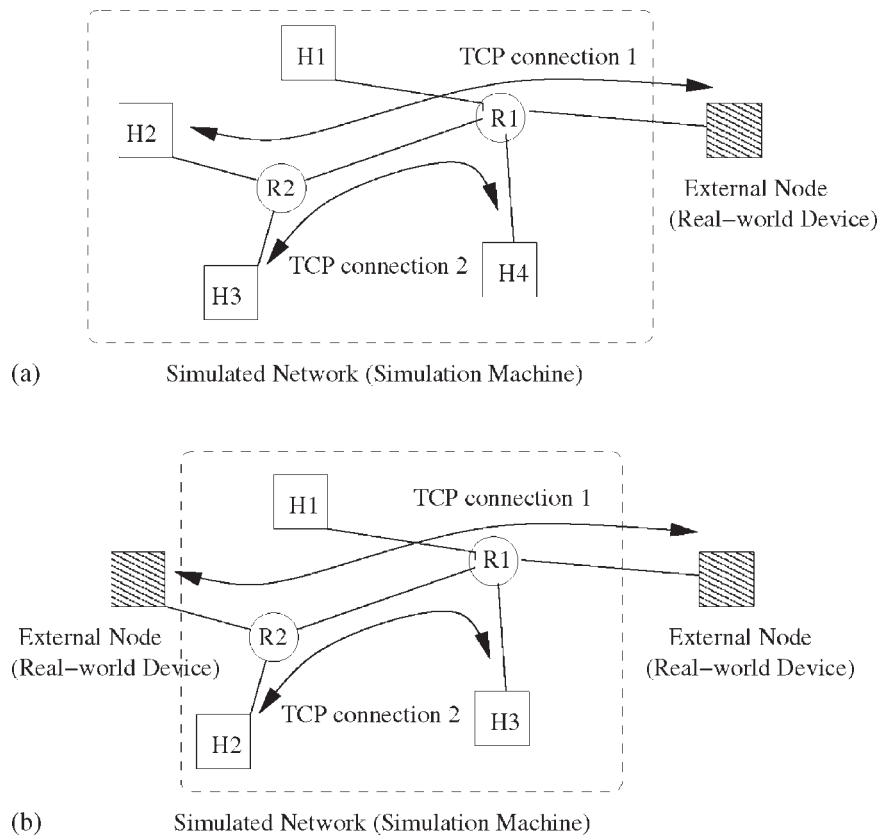 H1
TCP connection 1
H2
R1
R2
External Node
(Real−world Device)
TCP connection 2
H3
H4
(a)
Simulated Network (Simulation Machine)
H1
TCP connection 1
R1
R2
External Node
(Real−world Device)
External Node
(Real−world Device)
TCP connection 2
H2
H3
(b)
Simulated Network (Simulation Machine)